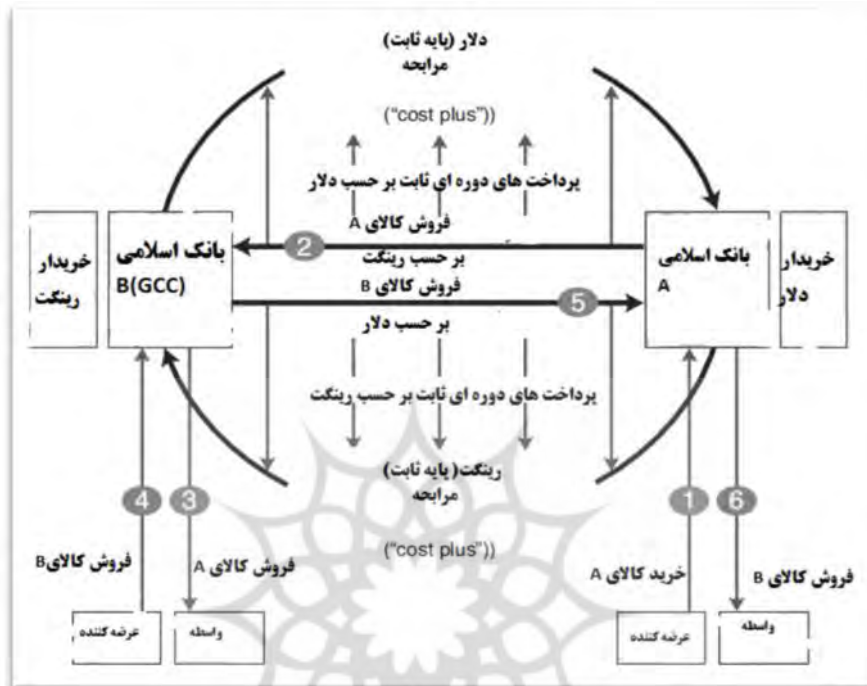 دلار (پایه ثابت)
مرابحه
("cost plus"))
پرداخت های دوره ای ثابت بر حسب دلار
فروش کالای A
2
بر حسب رینگت
فروش کالای B
5
بر حسب دلار
پرداخت های دوره ای ثابت بر حسب رینگت
رینگت( پایه ثابت)
مرابحه
("cost plus"))
خریدار
دلار
بانک اسلامی
A
بانک اسلامی
B(GCC)
خریدار
رینگت
1
6
3
4
خرید کالای A
فروش کالای B
فروش کالای A
فروش کالایB
واسطه
عرضه کننده
واسطه
عرضه کننده